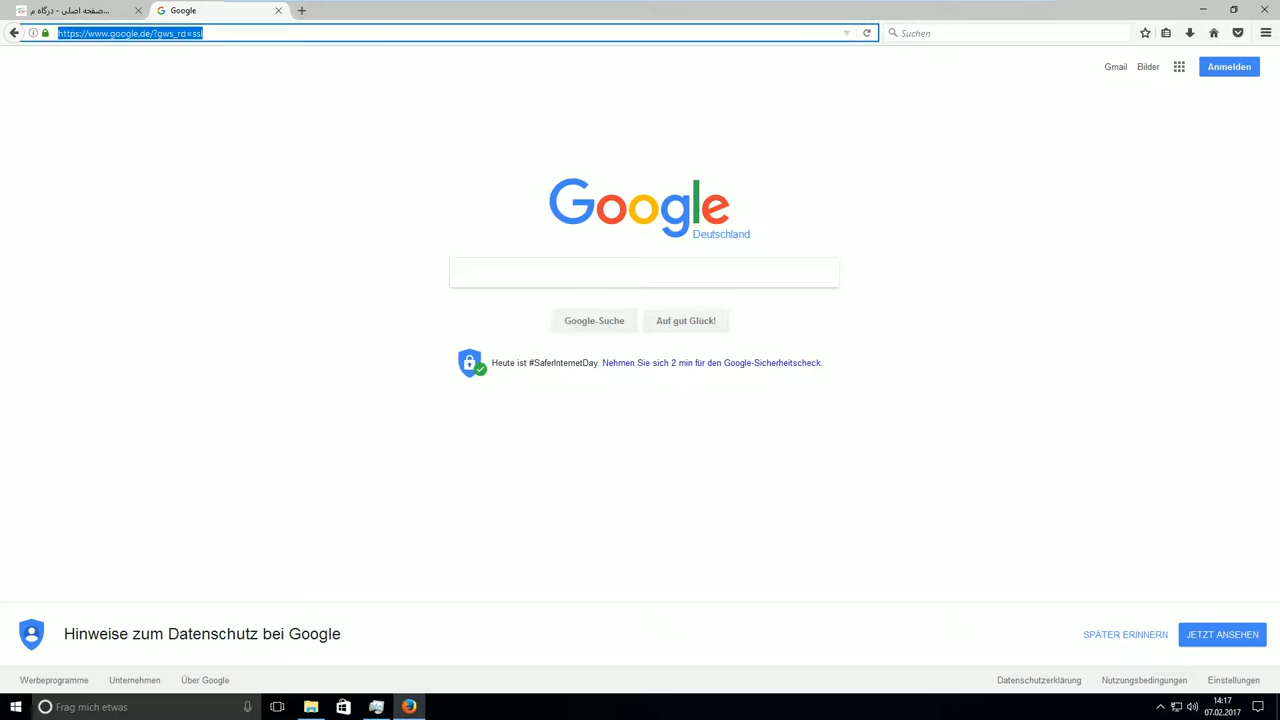 صفحه اصلی - درگاه م...
Google
https://www.google.de/?gws_rd=ssl
Suchen
Gmail Bilder Anmelden
Google
Deutschland
Google-Suche Auf gut Glück!
Heute ist #SaferInternetDay. Nehmen Sie sich 2 min für den Google-Sicherheitscheck.
Hinweise zum Datenschutz bei Google
SPÄTER ERINNERN JETZT ANSEHEN
Werbeprogramme Unternehmen Über Google Datenschutzerklärung Nutzungsbedingungen Einstellungen
Frag mich etwas
14:17
07.02.2017